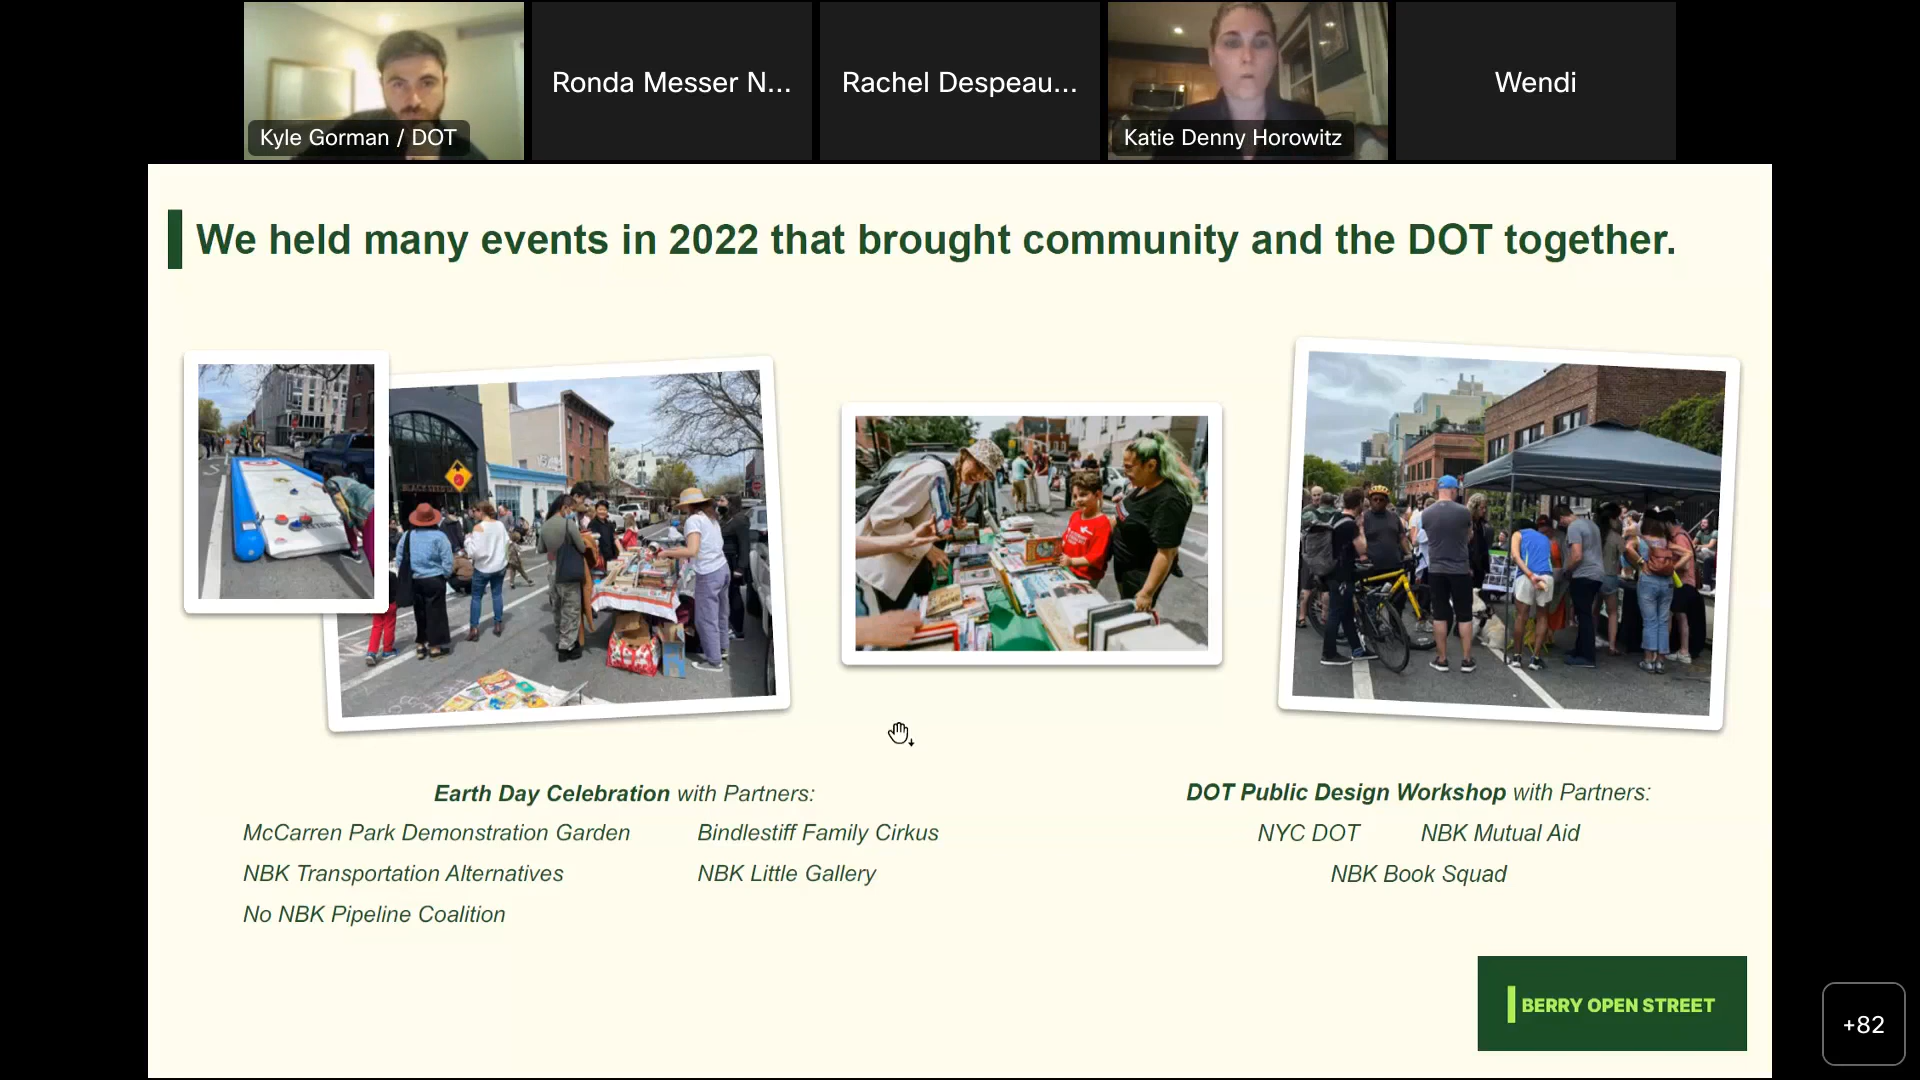 Kyle Gorman / DOT
Ronda Messer N...
Rachel Despeau...
Katie Denny Horowitz
Wendi
We held many events in 2022 that brought community and the DOT together.
Earth Day Celebration with Partners:
McCarren Park Demonstration Garden
Bindlestiff Family Cirkus
NBK Transportation Alternatives
NBK Little Gallery
No NBK Pipeline Coalition
DOT Public Design Workshop with Partners:
NYC DOT
NBK Mutual Aid
NBK Book Squad
BERRY OPEN STREET
+82